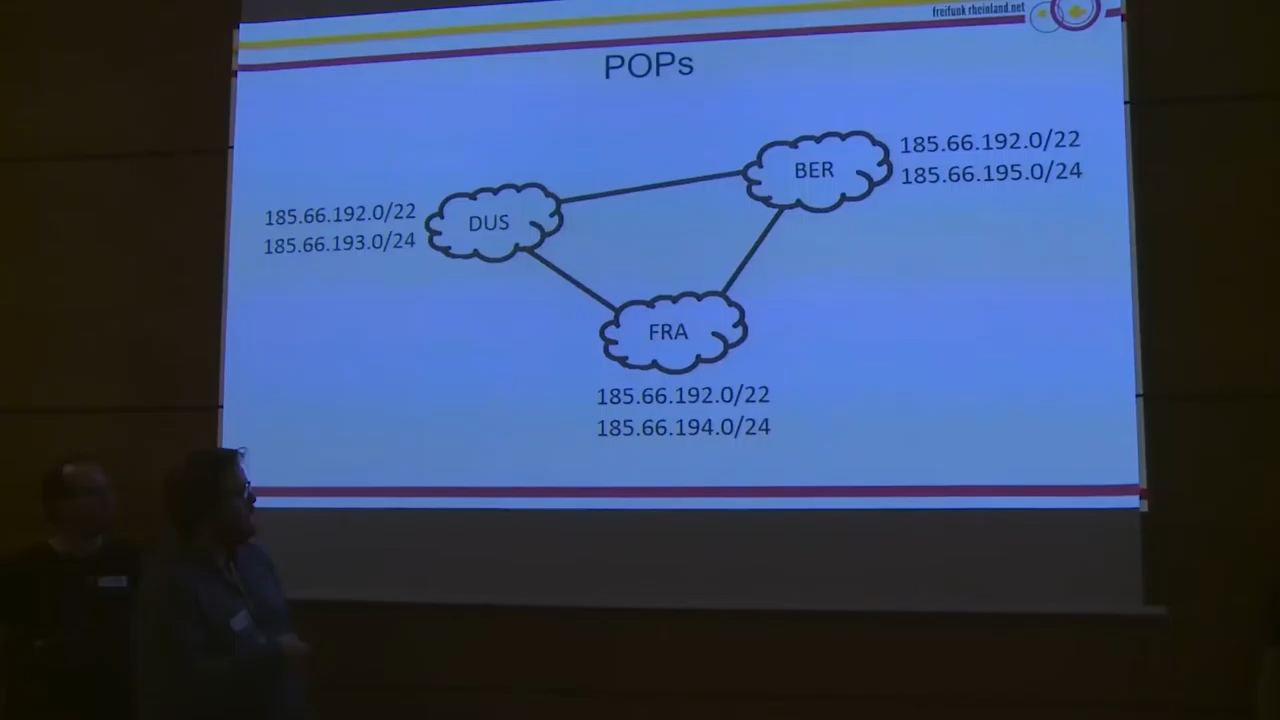 freifunk rheinland.net
POPs
BER
185.66.192.0/22
185.66.195.0/24
185.66.192.0/22
185.66.193.0/24
DUS
FRA
185.66.192.0/22
185.66.194.0/24